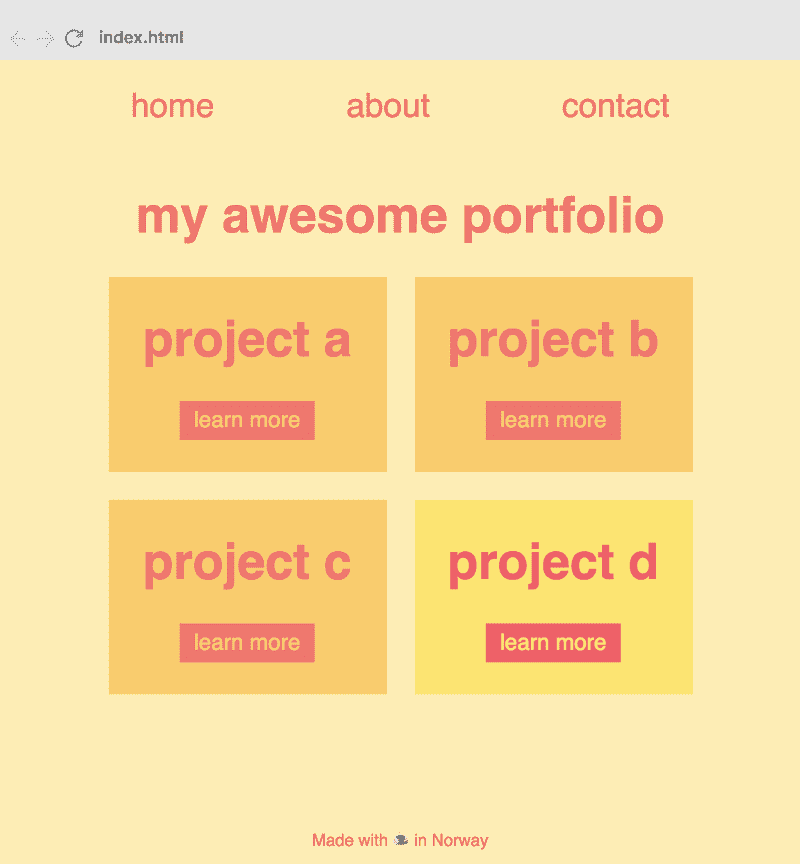 index.html
home about contact
my awesome portfolio
project a project b
learn more learn more
project c project d
learn more learn more
Made with ☕ in Norway